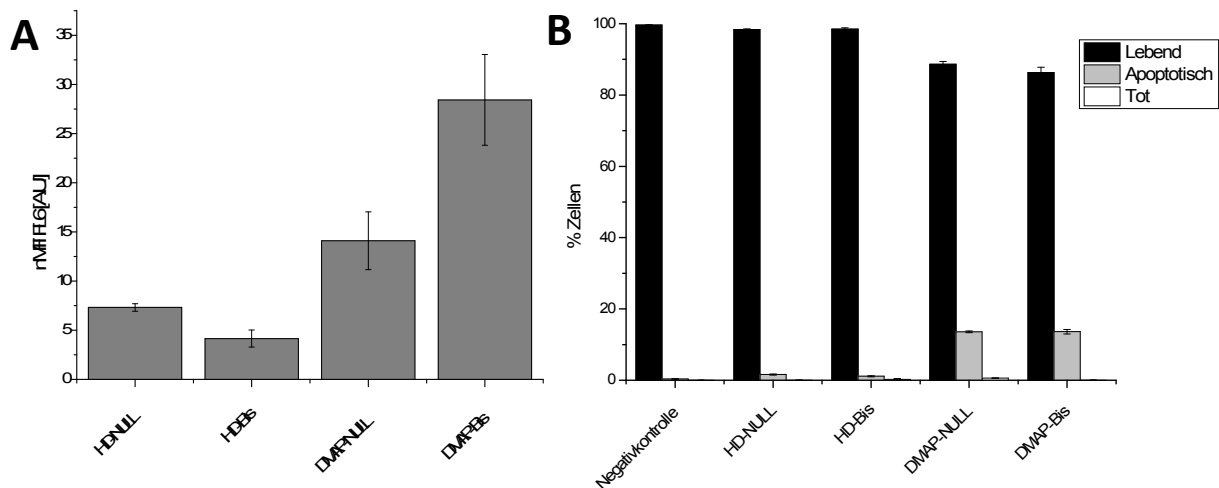 A
B
35
30
25
20
15
10
5
0
HD-NULL
HD-Bis
DMAP-NULL
DMAP-Bis
100
80
60
40
20
0
% Zellen
Negativkontrolle
HD-NULL
HD-Bis
DMAP-NULL
DMAP-Bis
Lebend
Apoptotisch
Tot